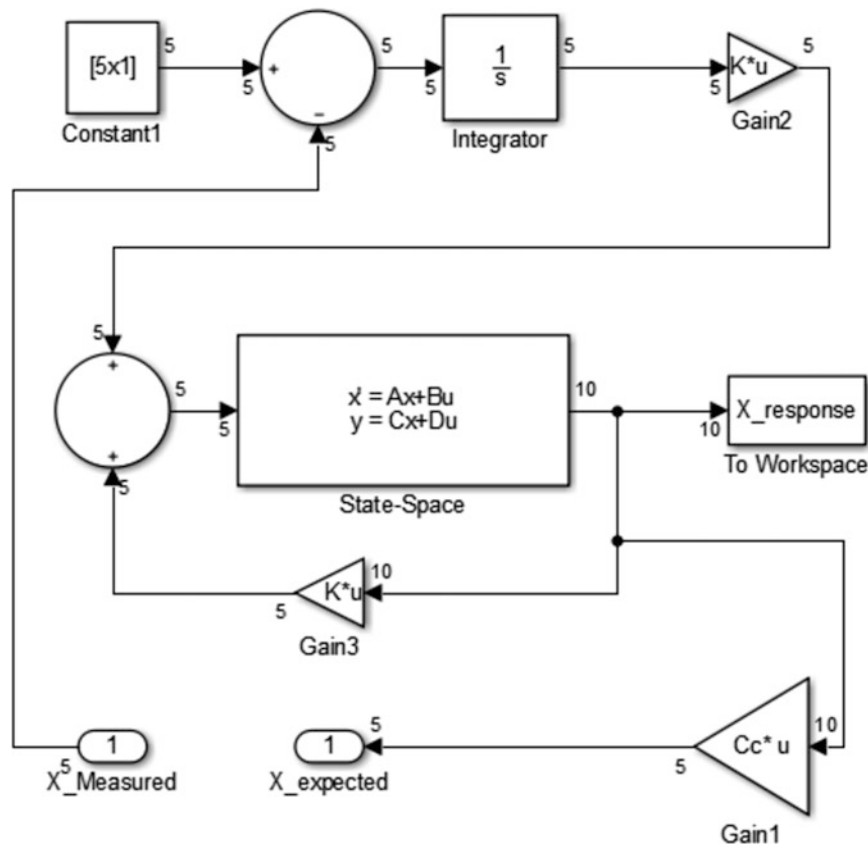 [5x1]
5
5
Constant1
+
−
5
5
5
1
s
5
Integrator
5
K*u
5
Gain2
5
+
+
5
5
5
x' = Ax+Bu
y = Cx+Du
10
State-Space
X_response
10
To Workspace
K*u
10
5
Gain3
1
5
X_Measured
1
5
X_expected
Cc* u
10
5
Gain1